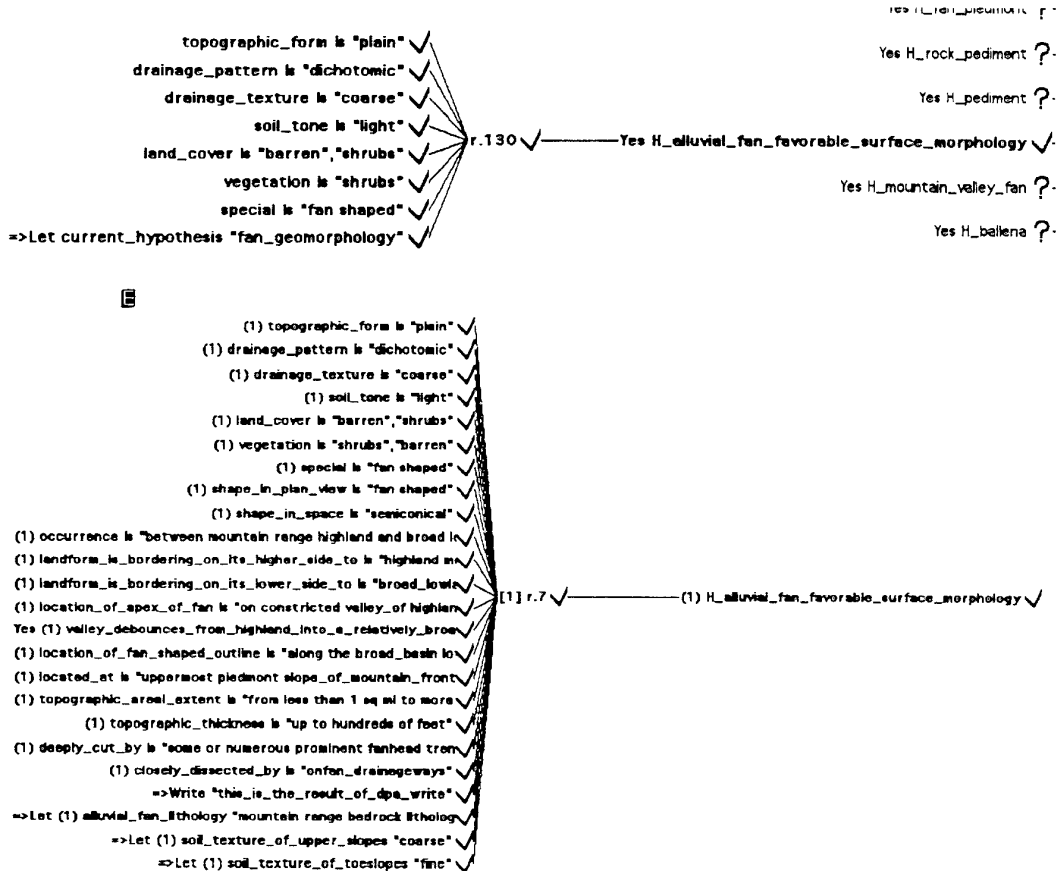 Yes H_fan_piedmont ?
topographic_form is "plain"
drainage_pattern is "dichotomic"
drainage_texture is "coarse"
soil_tone is "light"
land_cover is "barren","shrubs"
vegetation is "shrubs"
special is "fan shaped"
=>Let current_hypothesis "fan_geomorphology"
r.130
Yes H_rock_pediment ?
Yes H_pediment ?
Yes H_alluvial_fan_favorable_surface_morphology
Yes H_mountain_valley_fan ?
Yes H_ballena ?
E
(1) topographic_form is "plain"
(1) drainage_pattern is "dichotomic"
(1) drainage_texture is "coarse"
(1) soil_tone is "light"
(1) land_cover is "barren","shrubs"
(1) vegetation is "shrubs","barren"
(1) special is "fan shaped"
(1) shape_in_plan_view is "fan shaped"
(1) shape_in_space is "semiconical"
(1) occurrence is "between mountain range highland and broad l
(1) landform_is_bordering_on_its_higher_side_to is "highland m
(1) landform_is_bordering_on_its_lower_side_to is "broad_lowla
(1) location_of_apex_of_fan is "on constricted valley_of highlan
Yes (1) valley_debounces_from_highland_into_a_relatively_broa
(1) location_of_fan_shaped_outline is "along the broad_basin lo
(1) located_at is "uppermost piedmont slope_of_mountain_front
(1) topographic_areal_extent is "from less than 1 sq mi to more
(1) topographic_thickness is "up to hundreds of feet"
(1) deeply_cut_by is "some or numerous prominent fanhead tren
(1) closely_dissected_by is "onfan_drainageways"
=>Write "this_is_the_result_of_dpa_write"
=>Let (1) alluvial_fan_lithology "mountain range bedrock litholog
=>Let (1) soil_texture_of_upper_slopes "coarse"
=>Let (1) soil_texture_of_toeslopes "fine"
[1] r.7
(1) H_alluvial_fan_favorable_surface_morphology